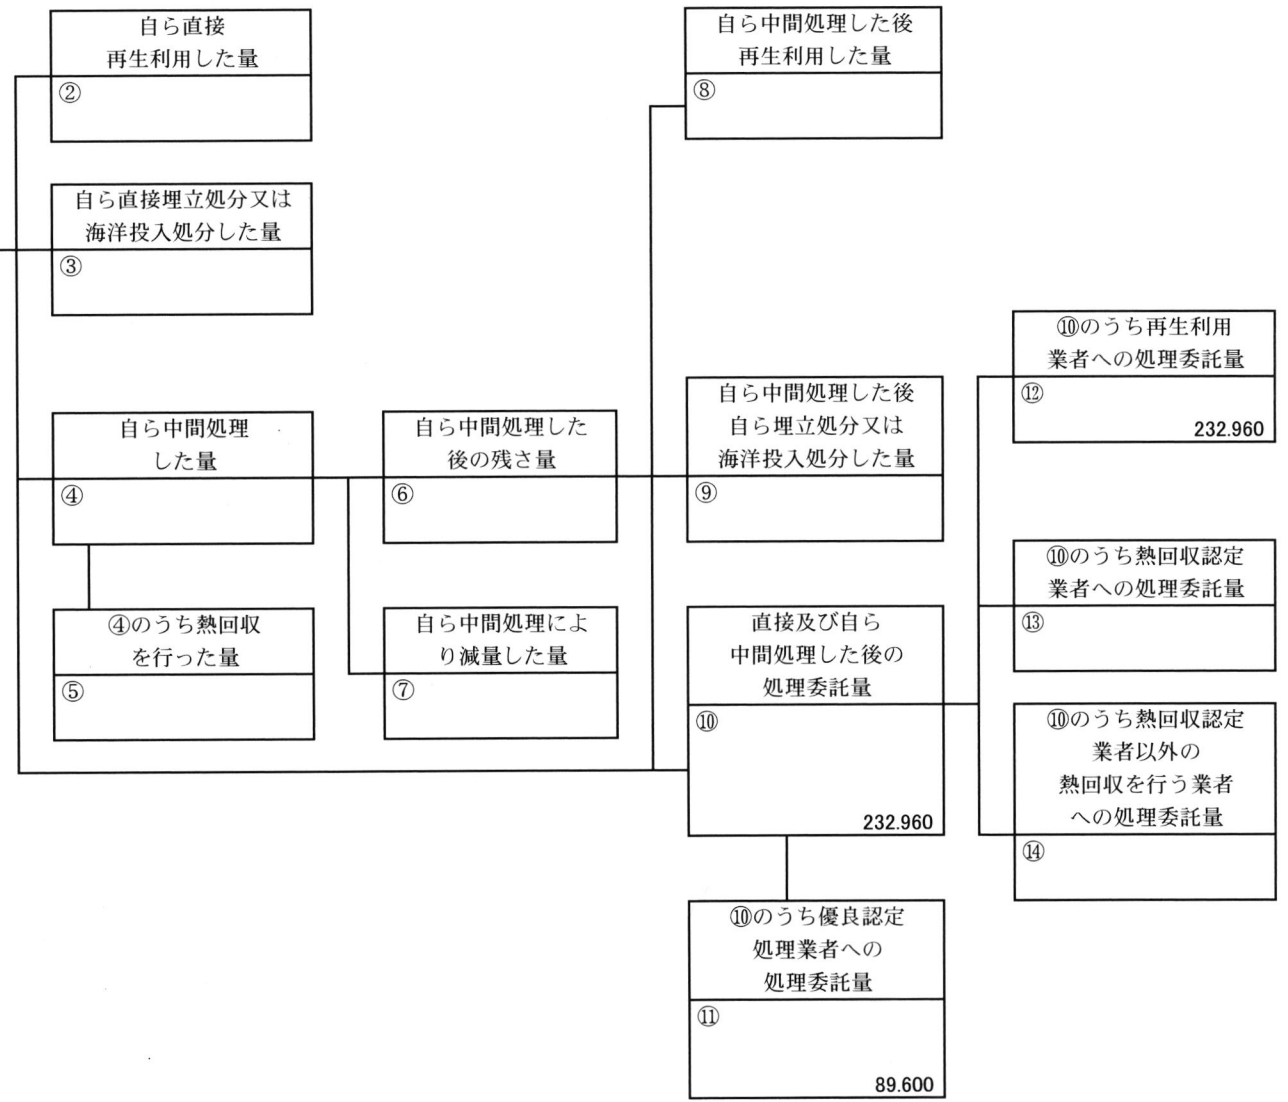 自ら直接
再生利用した量
②
自ら直接埋立処分又は
海洋投入処分した量
③
自ら中間処理
した量
④
④のうち熱回収
を行った量
⑤
自ら中間処理した
後の残さ量
⑥
自ら中間処理によ
り減量した量
⑦
自ら中間処理した後
再生利用した量
⑧
自ら中間処理した後
自ら埋立処分又は
海洋投入処分した量
⑨
直接及び自ら
中間処理した後の
処理委託量
⑩
232.960
⑩のうち優良認定
処理業者への
処理委託量
⑪
89.600
⑩のうち再生利用
業者への処理委託量
⑫
232.960
⑩のうち熱回収認定
業者への処理委託量
⑬
⑩のうち熱回収認定
業者以外の
熱回収を行う業者
への処理委託量
⑭